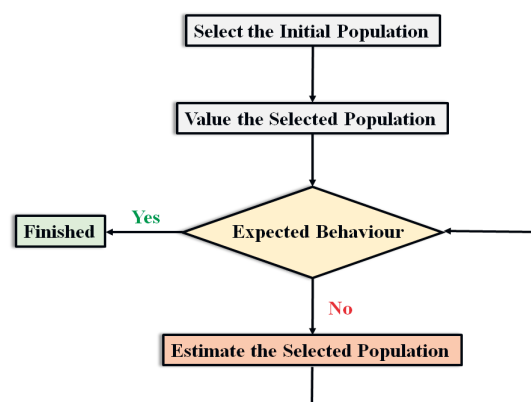 Select the Initial Population
Value the Selected Population
Yes
Finished
Expected Behaviour
No
Estimate the Selected Population